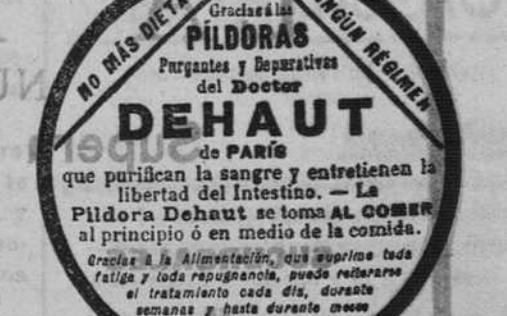 NO MÁS DIETA
NINGÚN RÉGIMEN
Gracias á las
PÍLDORAS
Purgantes y Depurativas
del Doctor
DEHAUT
de PARÍS
que purifican la sangre y entretienen la
libertad del Intestino. — La
Píldora Dehaut se toma AL COMER
al principio ó en medio de la comida.
Gracias á la Alimentación, que suprime toda
fatiga y toda repugnancia, puede reiterarse
el tratamiento cada día, durante
semanas y hasta durante meses